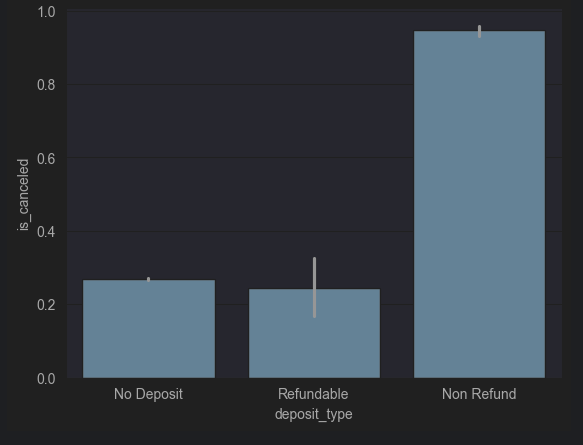 1.0
0.8
0.6
0.4
0.2
0.0
is_canceled
No Deposit
Refundable
Non Refund
deposit_type